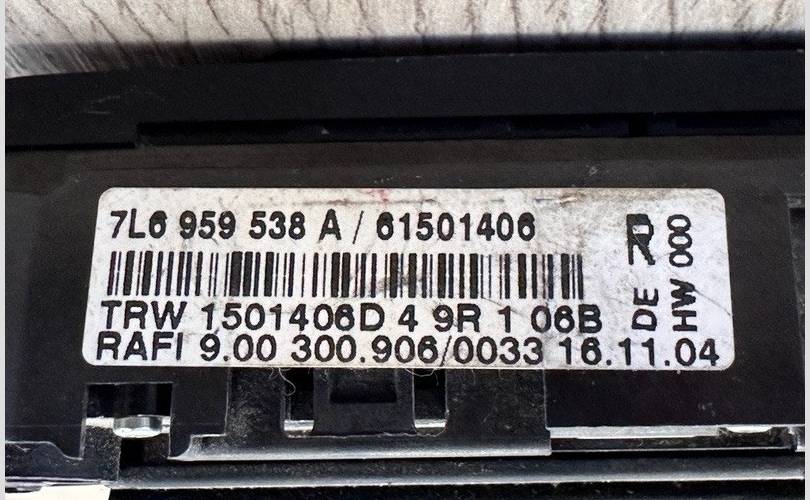 7L6 959 538 A / 61501406
TRW 1501406D 4 9R 1 06B
RAFI 9.00 300.906/0033 16.11.04
DE R
HW 000